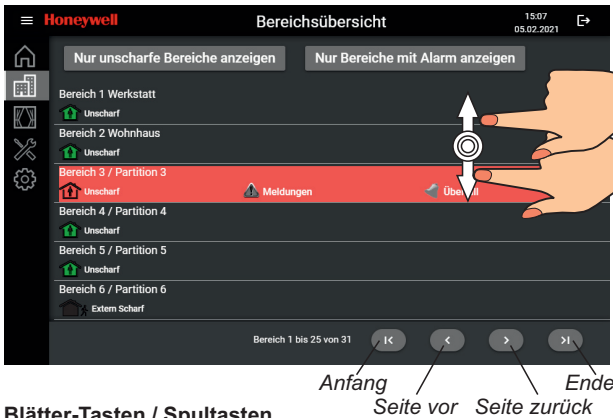 Honeywell Bereichsübersicht 15:07
05.02.2021
Nur unscharfe Bereiche anzeigen Nur Bereiche mit Alarm anzeigen
Bereich 1 Werkstatt
Unscharf
Bereich 2 Wohnhaus
Unscharf
Bereich 3 / Partition 3
Unscharf Meldungen
Bereich 4 / Partition 4
Unscharf
Bereich 5 / Partition 5
Unscharf
Bereich 6 / Partition 6
Extern Scharf
Bereich 1 bis 25 von 31
Anfang Ende
Seite vor Seite zurück
Blätter-Tasten / Spultasten